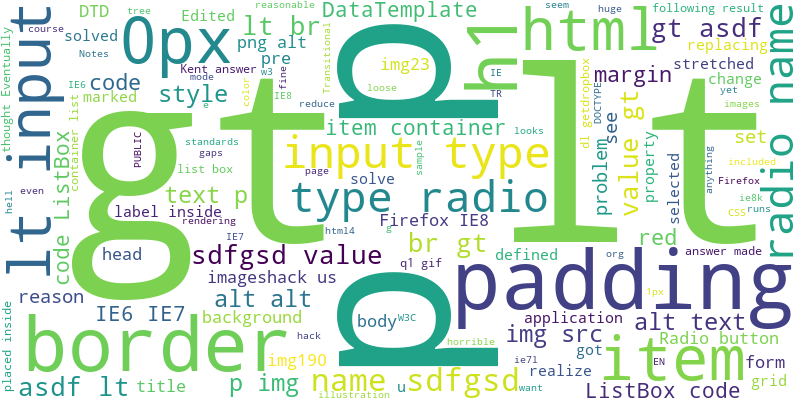 DTD
Edited
lt br
DataTemplate
following result
tree
seem
huge
reasonable
course
solved
0px
png alt
Kent answer
w3
pre
h1
html
gt asdf
replacing
radio name
Notes
lt input
code
IE6
mode
fine
color
IE8
Transitional
img23
loose
p
IE
TR
reduce
DOCTYPE
dl getdropbox
margin
stretched
change
yet
images
marked
style
e
thought Eventually
container list
standards
gaps
PUBLIC
gt
lt
item container
looks
see
value gt
set
list box
page
input type
problem
property
anything
included
Firefox
ie8k
runs
CSS
hell
even
code ListBox
text p
solve
sample
type radio
selected
label inside
rendering
Firefox IE8
html4
g
red
head
IE7
sdfgsd value
br gt
defined
org
answer made
reason
imageshack us
q1 gif
padding
1px
IE6 IE7
alt alt
background
p
body
W3C
application
alt text
placed inside
border
hack
horrible
img src
Radio button
img190
got
item
EN
form
asdf lt
title
p img
name sdfgsd
u
ie71
realize
want
ListBox code
grid
illustration